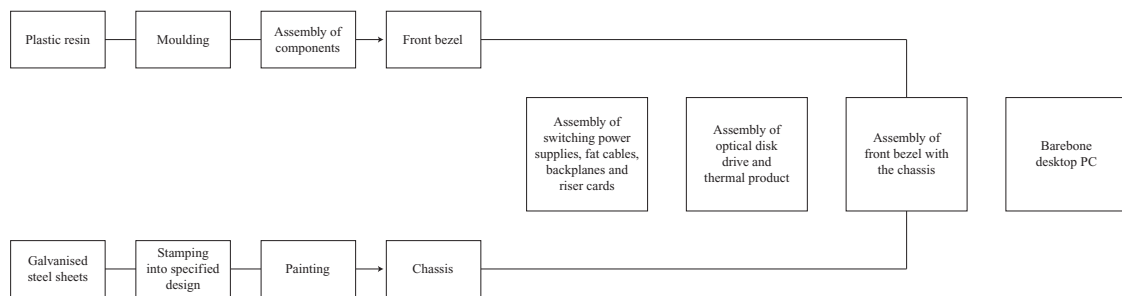 Plastic resin
Moulding
Assembly of
components
Front bezel
Assembly of
switching power
supplies, fat cables,
backplanes and
riser cards
Assembly of
optical disk
drive and
thermal product
Assembly of
front bezel with
the chassis
Barebone
desktop PC
Galvanised
steel sheets
Stamping
into specified
design
Painting
Chassis